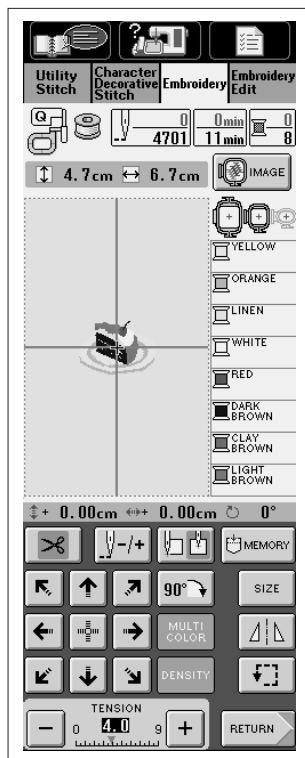 Utility Stitch
Character Decorative Stitch
Embroidery
Embroidery Edit
Q
0
4701
0min
11min
0
8
4.7cm 6.7cm
IMAGE
YELLOW
ORANGE
LINEN
WHITE
RED
DARK BROWN
CLAY BROWN
LIGHT BROWN
+ 0.00cm + 0.00cm 0°
-/+
MEMORY
90°
SIZE
MULTI COLOR
DENSITY
TENSION
− 0 4.0 9 +
RETURN